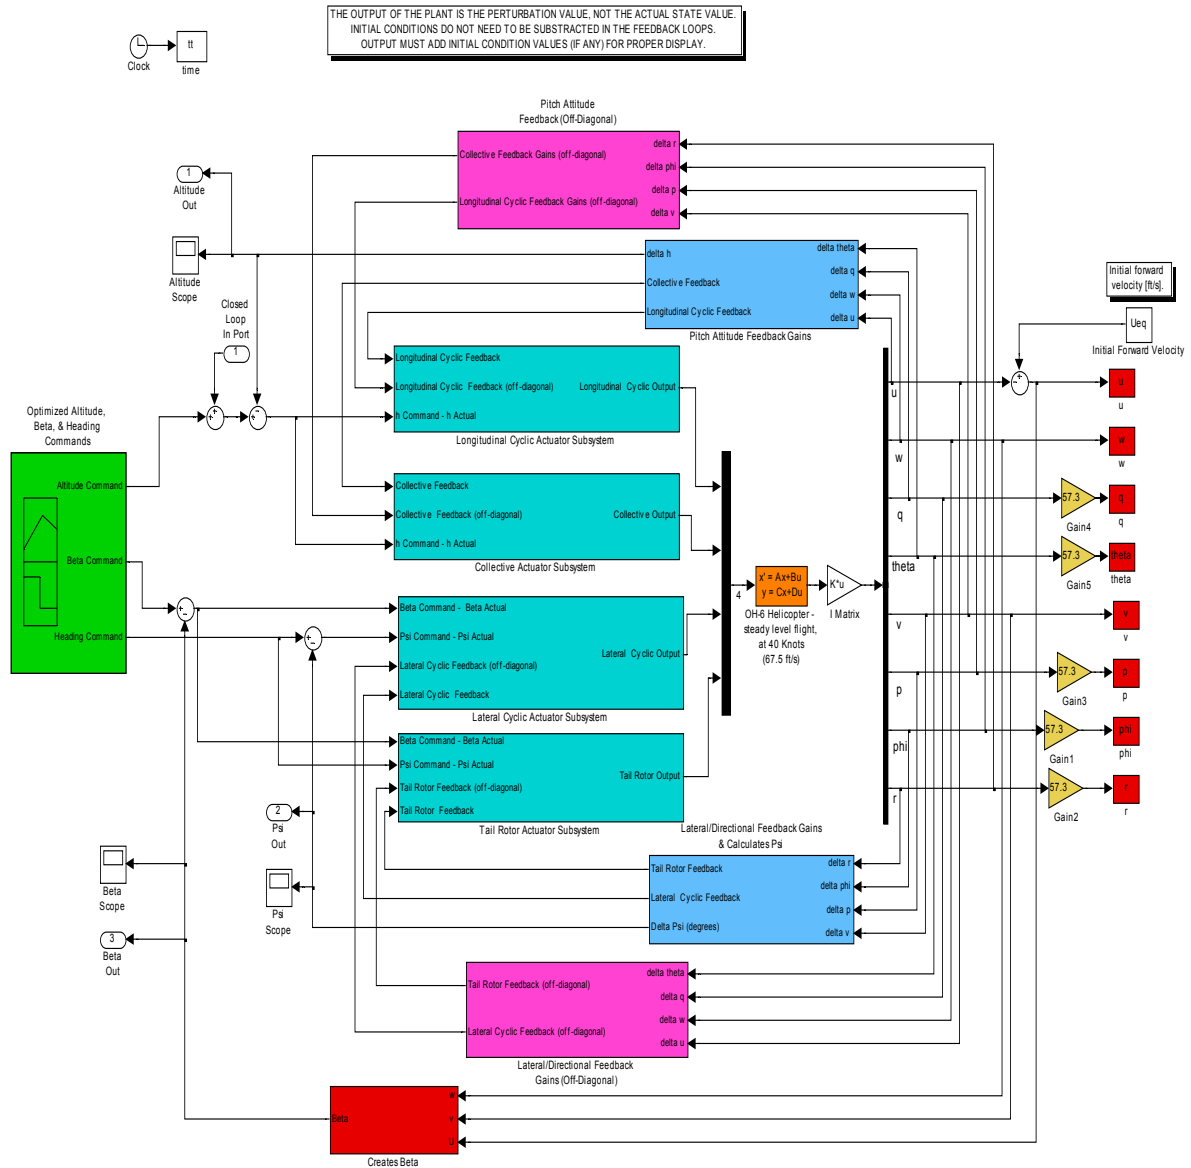 THE OUTPUT OF THE PLANT IS THE PERTURBATION VALUE, NOT THE ACTUAL STATE VALUE.
INITIAL CONDITIONS DO NOT NEED TO BE SUBSTRACTED IN THE FEEDBACK LOOPS.
OUTPUT MUST ADD INITIAL CONDITION VALUES (IF ANY) FOR PROPER DISPLAY.
Clock
tt
time
Pitch Attitude
Feedback (Off-Diagonal)
Collective Feedback Gains (off-diagonal)
Longitudinal Cyclic Feedback Gains (off-diagonal)
delta r
delta phi
delta p
delta v
1
Altitude
Out
Altitude
Scope
Closed
Loop
In Port
1
delta h
Collective Feedback
Longitudinal Cyclic Feedback
delta theta
delta q
delta w
delta u
Pitch Attitude Feedback Gains
Initial forward
velocity [ft/s].
Ueq
Initial Forward Velocity
Longitudinal Cyclic Feedback
Longitudinal Cyclic Feedback (off-diagonal)
h Command - h Actual
Longitudinal Cyclic Output
Longitudinal Cyclic Actuator Subsystem
Optimized Altitude,
Beta, & Heading
Commands
Altitude Command
Beta Command
Heading Command
Collective Feedback
Collective Feedback (off-diagonal)
h Command - h Actual
Collective Output
Collective Actuator Subsystem
Beta Command - Beta Actual
Psi Command - Psi Actual
Lateral Cyclic Feedback (off-diagonal)
Lateral Cyclic Feedback
Lateral Cyclic Output
Lateral Cyclic Actuator Subsystem
Beta Command - Beta Actual
Psi Command - Psi Actual
Tail Rotor Feedback (off-diagonal)
Tail Rotor Feedback
Tail Rotor Output
Tail Rotor Actuator Subsystem
4
x' = Ax+Bu
y = Cx+Du
OH-6 Helicopter -
steady level flight,
at 40 Knots
(67.5 ft/s)
K*u
I Matrix
u
w
q
theta
v
p
phi
r
u
u
w
w
57.3
Gain4
q
q
57.3
Gain5
theta
theta
v
v
57.3
Gain3
p
p
57.3
Gain1
phi
phi
57.3
Gain2
r
r
2
Psi
Out
Psi
Scope
Beta
Scope
3
Beta
Out
Lateral/Directional Feedback Gains
& Calculates Psi
Tail Rotor Feedback
Lateral Cyclic Feedback
Delta Psi (degrees)
delta r
delta phi
delta p
delta v
Tail Rotor Feedback (off-diagonal)
Lateral Cyclic Feedback (off-diagonal)
delta theta
delta q
delta w
delta u
Lateral/Directional Feedback
Gains (Off-Diagonal)
Beta
w
v
U
Creates Beta